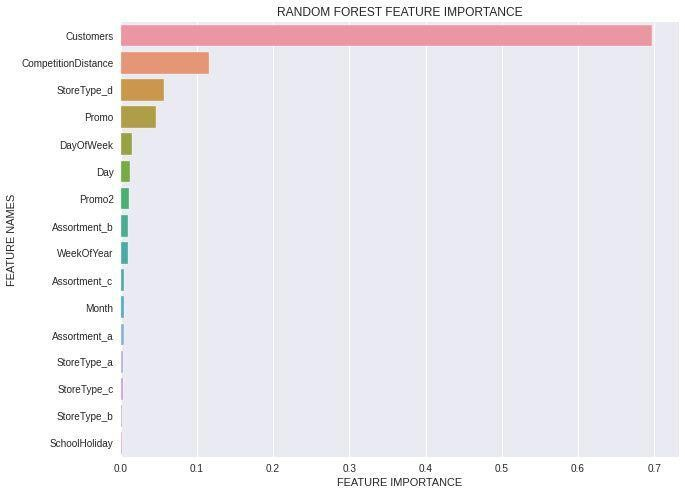 RANDOM FOREST FEATURE IMPORTANCE
FEATURE NAMES
Customers
CompetitionDistance
StoreType_d
Promo
DayOfWeek
Day
Promo2
Assortment_b
WeekOfYear
Assortment_c
Month
Assortment_a
StoreType_a
StoreType_c
StoreType_b
SchoolHoliday
0.0 0.1 0.2 0.3 0.4 0.5 0.6 0.7
FEATURE IMPORTANCE